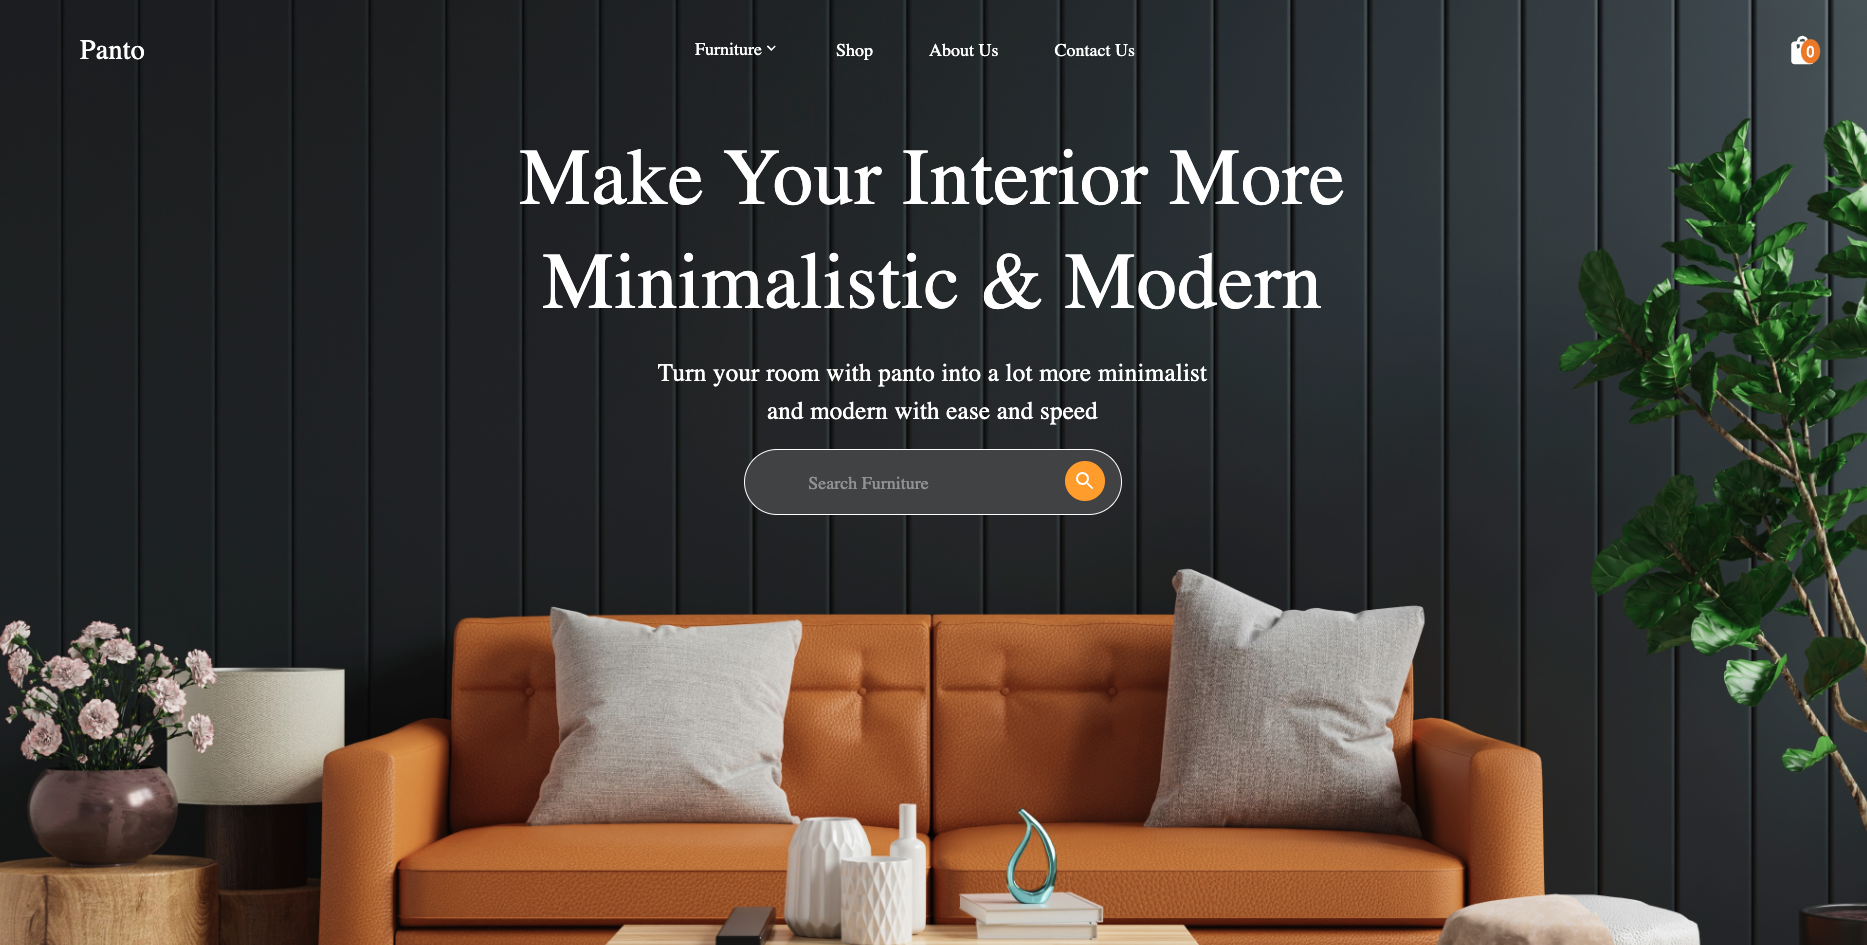 Panto
Furniture
Shop
About Us
Contact Us
0
Make Your Interior More
Minimalistic & Modern
Turn your room with panto into a lot more minimalist
and modern with ease and speed
Search Furniture